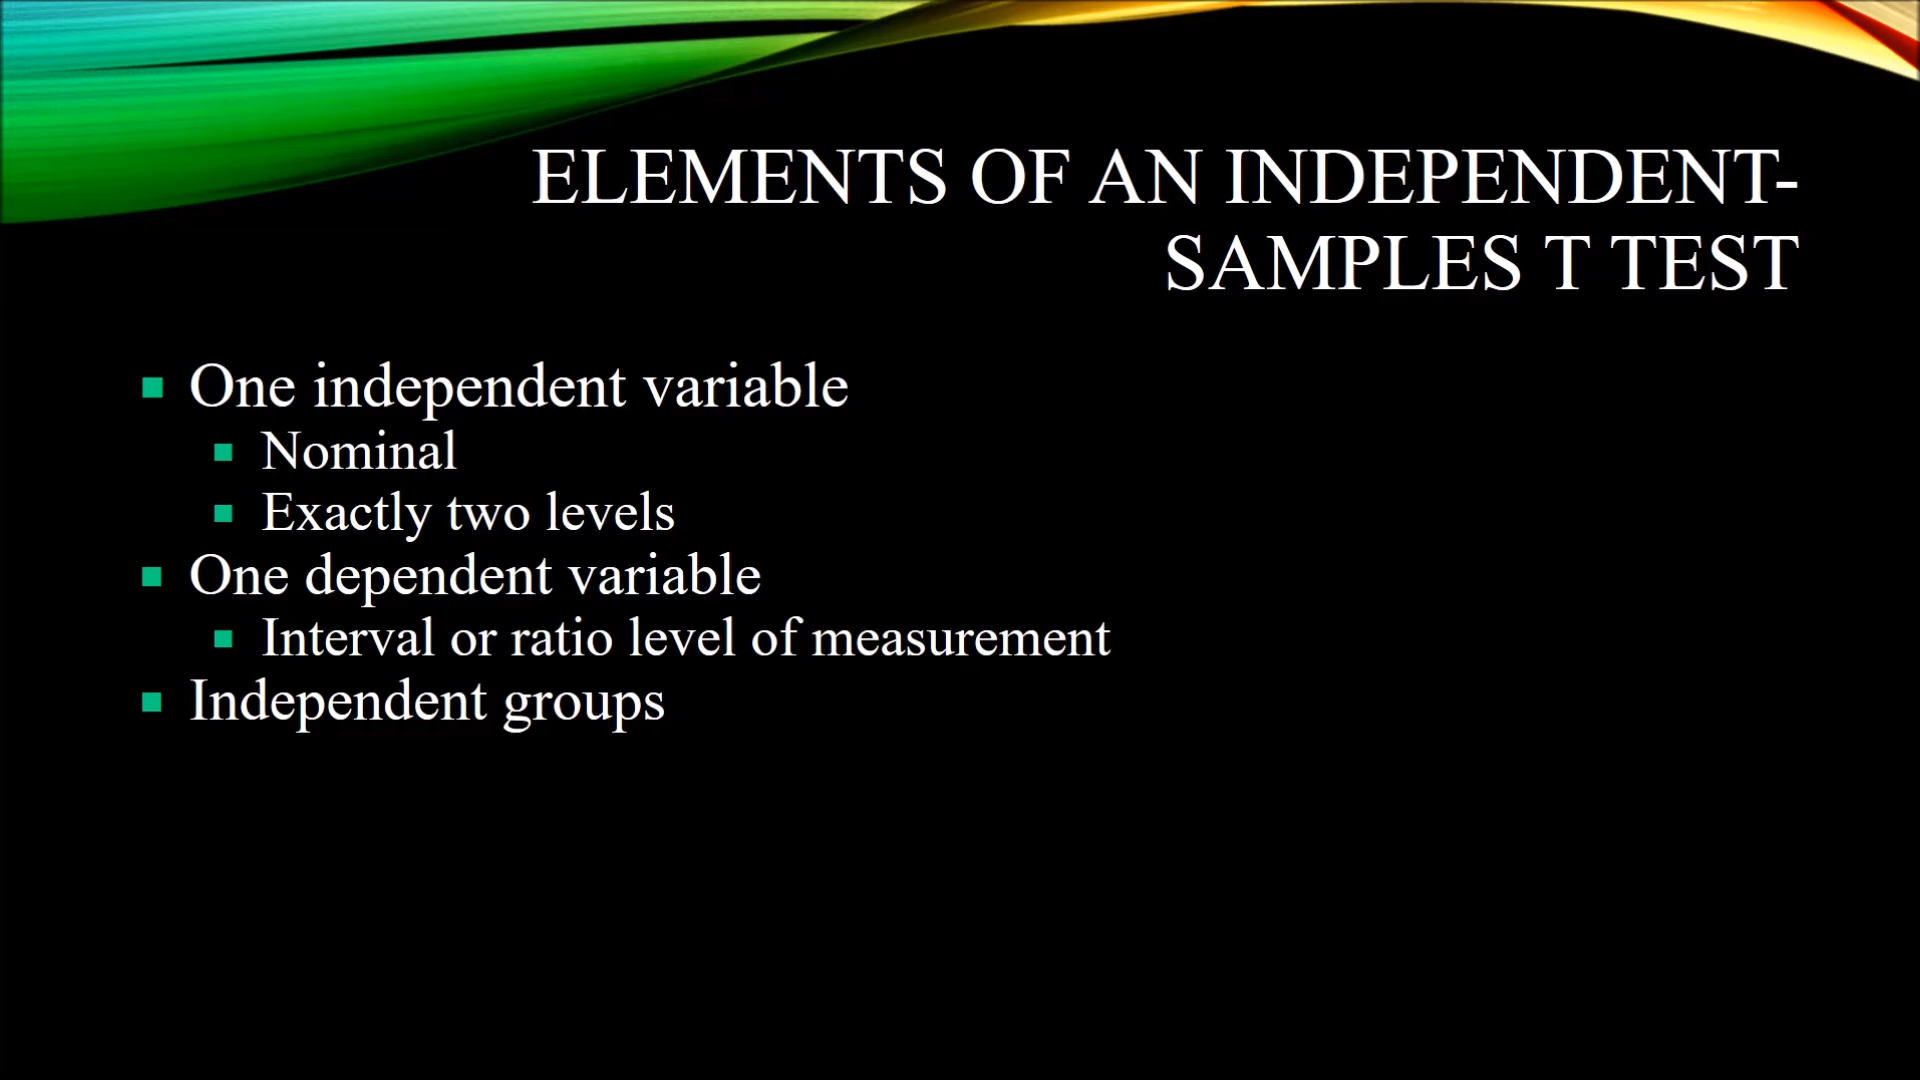 ELEMENTS OF AN INDEPENDENT-
SAMPLES T TEST
One independent variable
Nominal
Exactly two levels
One dependent variable
Interval or ratio level of measurement
Independent groups